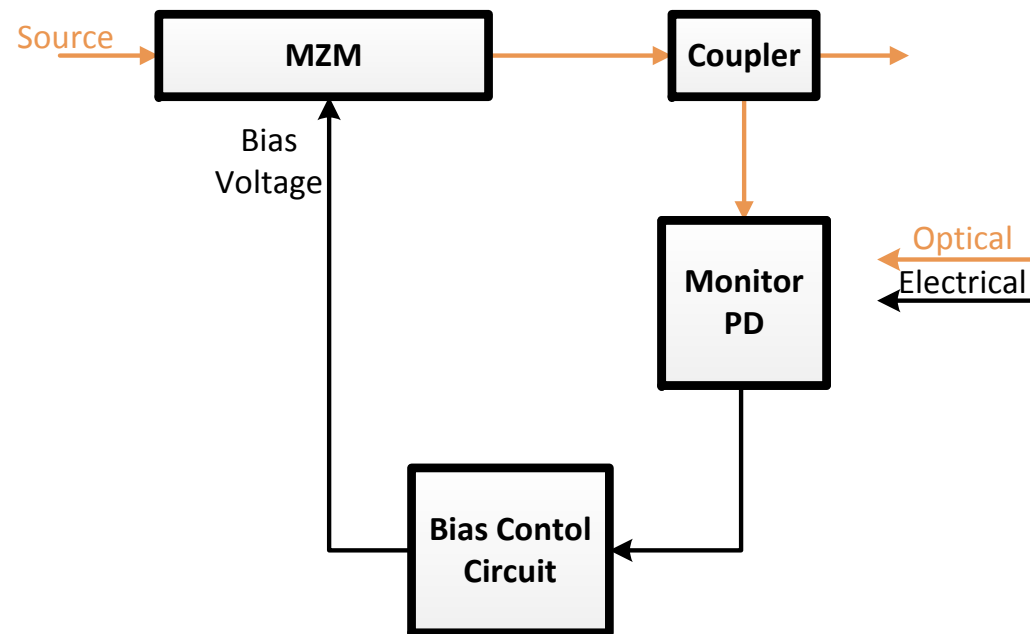 Source
MZM
Coupler
Bias
Voltage
Monitor
PD
Optical
Electrical
Bias Contol
Circuit